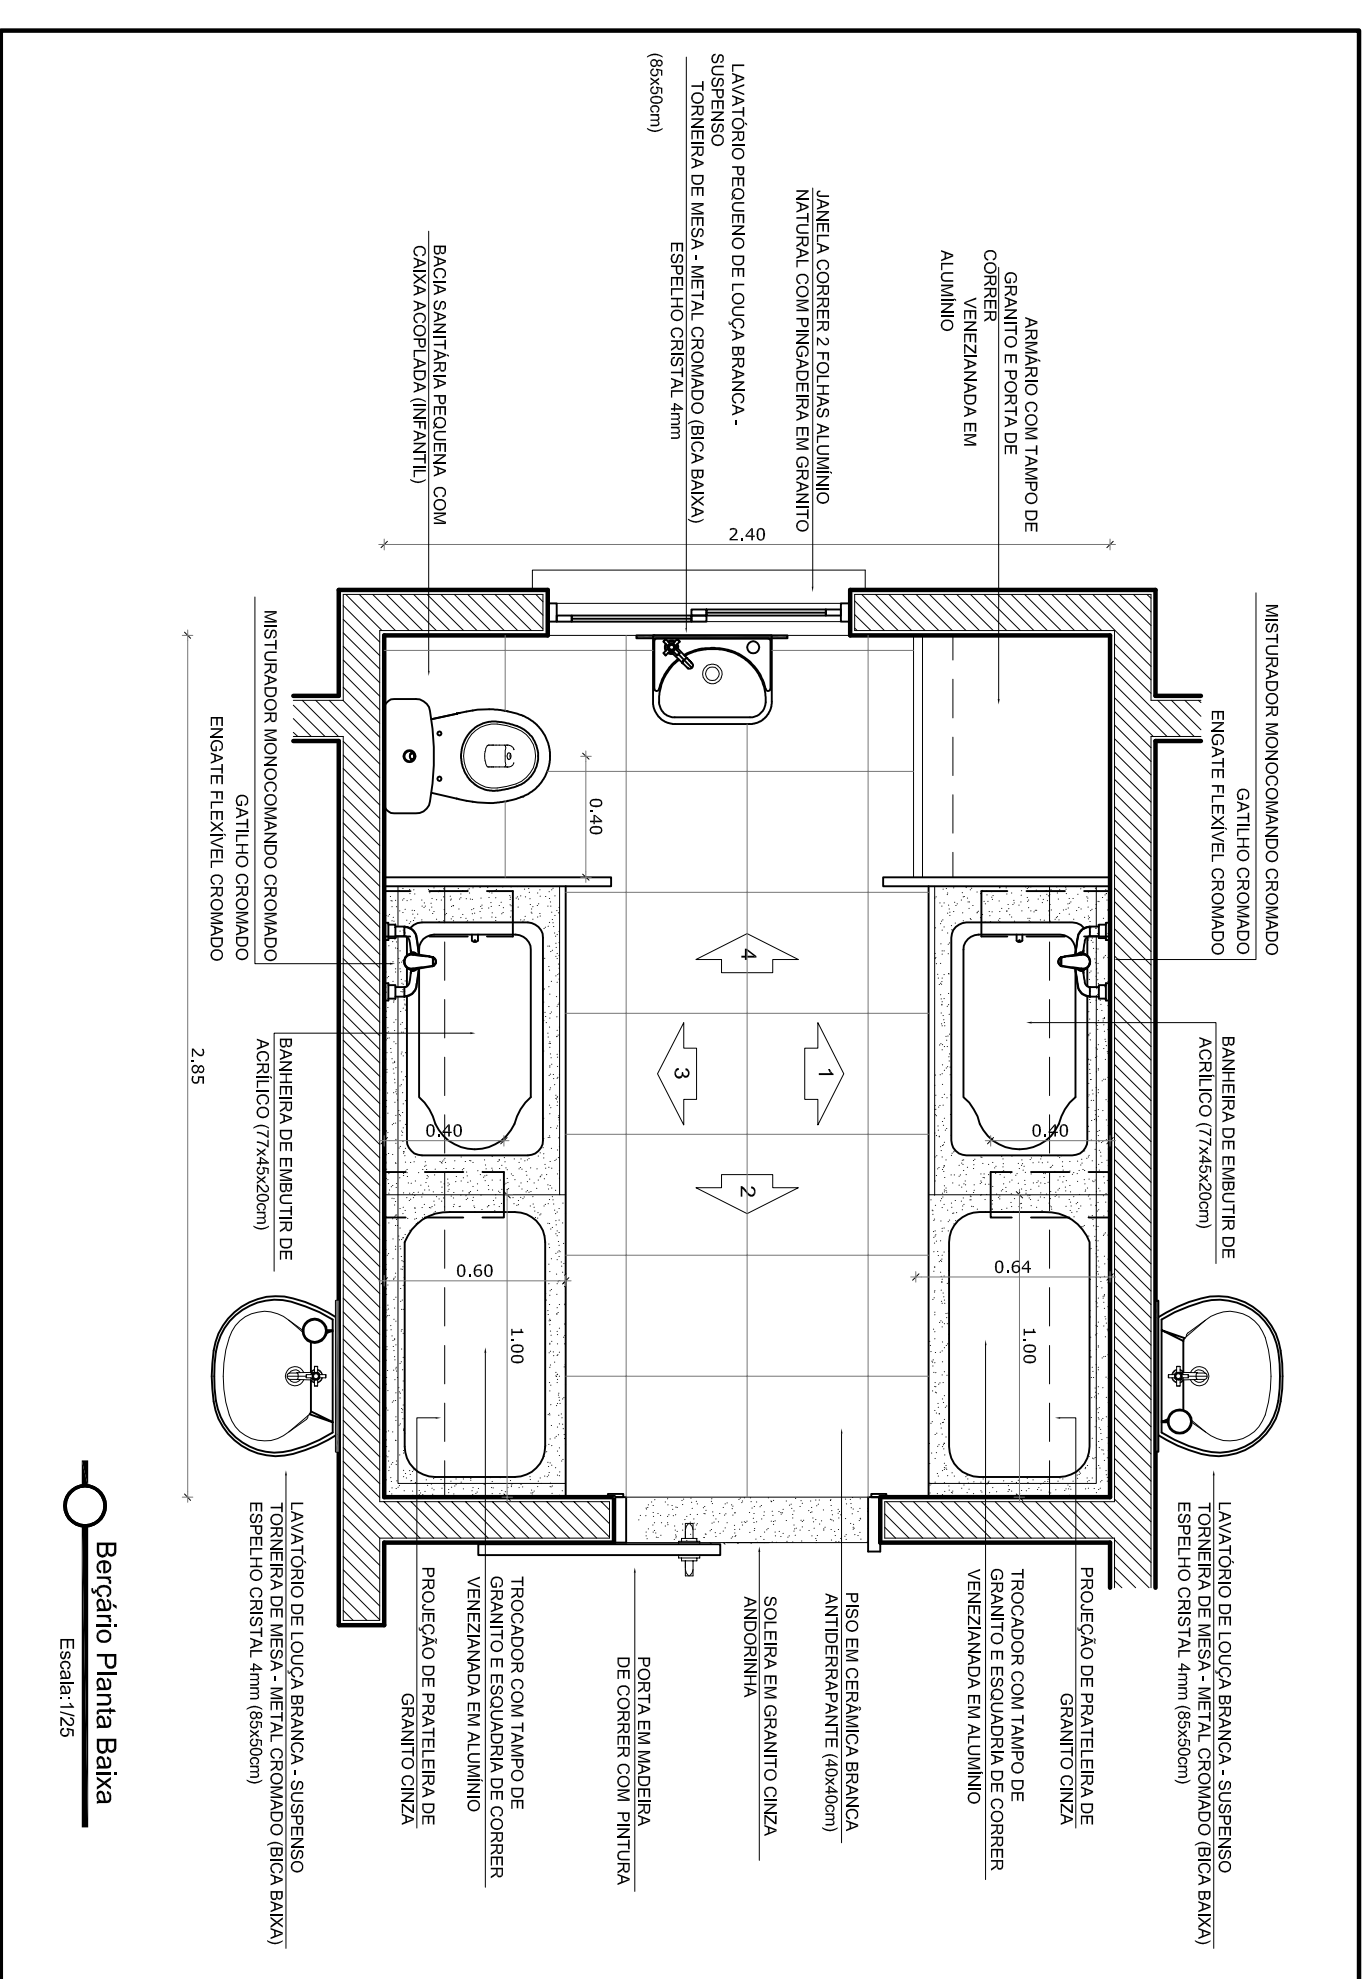 LAVATÓRIO PEQUENO DE LOUÇA BRANCA -
SUSPENSO
TORNEIRA DE MESA - METAL CROMADO (BICA BAIXA)
ESPELHO CRISTAL 4mm
(85x50cm)
JANELA CORRER 2 FOLHAS ALUMÍNIO
NATURAL COM PINGADEIRA EM GRANITO
ARMÁRIO COM TAMPO DE
GRANITO E PORTA DE
CORRER
VENEZIANADA EM
ALUMÍNIO
BACIA SANITÁRIA PEQUENA COM
CAIXA ACOPLADA (INFANTIL)
MISTURADOR MONOCOMANDO CROMADO
GATILHO CROMADO
ENGATE FLEXÍVEL CROMADO
BANHEIRA DE EMBUTIR DE
ACRÍLICO (77x45x20cm)
LAVATÓRIO DE LOUÇA BRANCA - SUSPENSO
TORNEIRA DE MESA - METAL CROMADO (BICA BAIXA)
ESPELHO CRISTAL 4mm (85x50cm)
2.40
0.40
4
1
3
2
0.40
0.40
0.64
0.60
1.00
1.00
2.85
MISTURADOR MONOCOMANDO CROMADO
GATILHO CROMADO
ENGATE FLEXÍVEL CROMADO
BANHEIRA DE EMBUTIR DE
ACRÍLICO (77x45x20cm)
PROJEÇÃO DE PRATELEIRA DE
GRANITO CINZA
TROCADOR COM TAMPO DE
GRANITO E ESQUADRIA DE CORRER
VENEZIANADA EM ALUMÍNIO
PISO EM CERÂMICA BRANCA
ANTIDERRAPANTE (40x40cm)
SOLEIRA EM GRANITO CINZA
ANDORINHA
PORTA EM MADEIRA
DE CORRER COM PINTURA
TROCADOR COM TAMPO DE
GRANITO E ESQUADRIA DE CORRER
VENEZIANADA EM ALUMÍNIO
PROJEÇÃO DE PRATELEIRA DE
GRANITO CINZA
LAVATÓRIO DE LOUÇA BRANCA - SUSPENSO
TORNEIRA DE MESA - METAL CROMADO (BICA BAIXA)
ESPELHO CRISTAL 4mm (85x50cm)
Berçário Planta Baixa
Escala:1/25